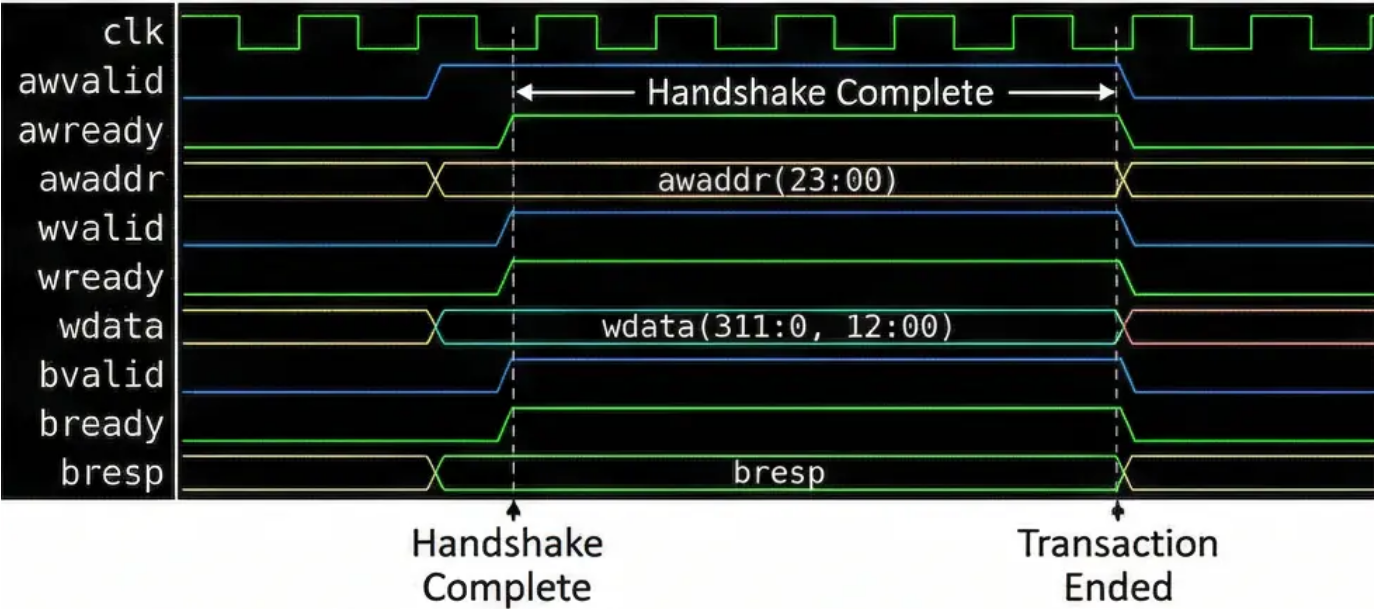 clk
awvalid
Handshake Complete
awready
awaddr
awaddr(23:00)
wvalid
wready
wdata
wdata(311:0, 12:00)
bvalid
bready
bresp
bresp
Handshake
Complete
Transaction
Ended